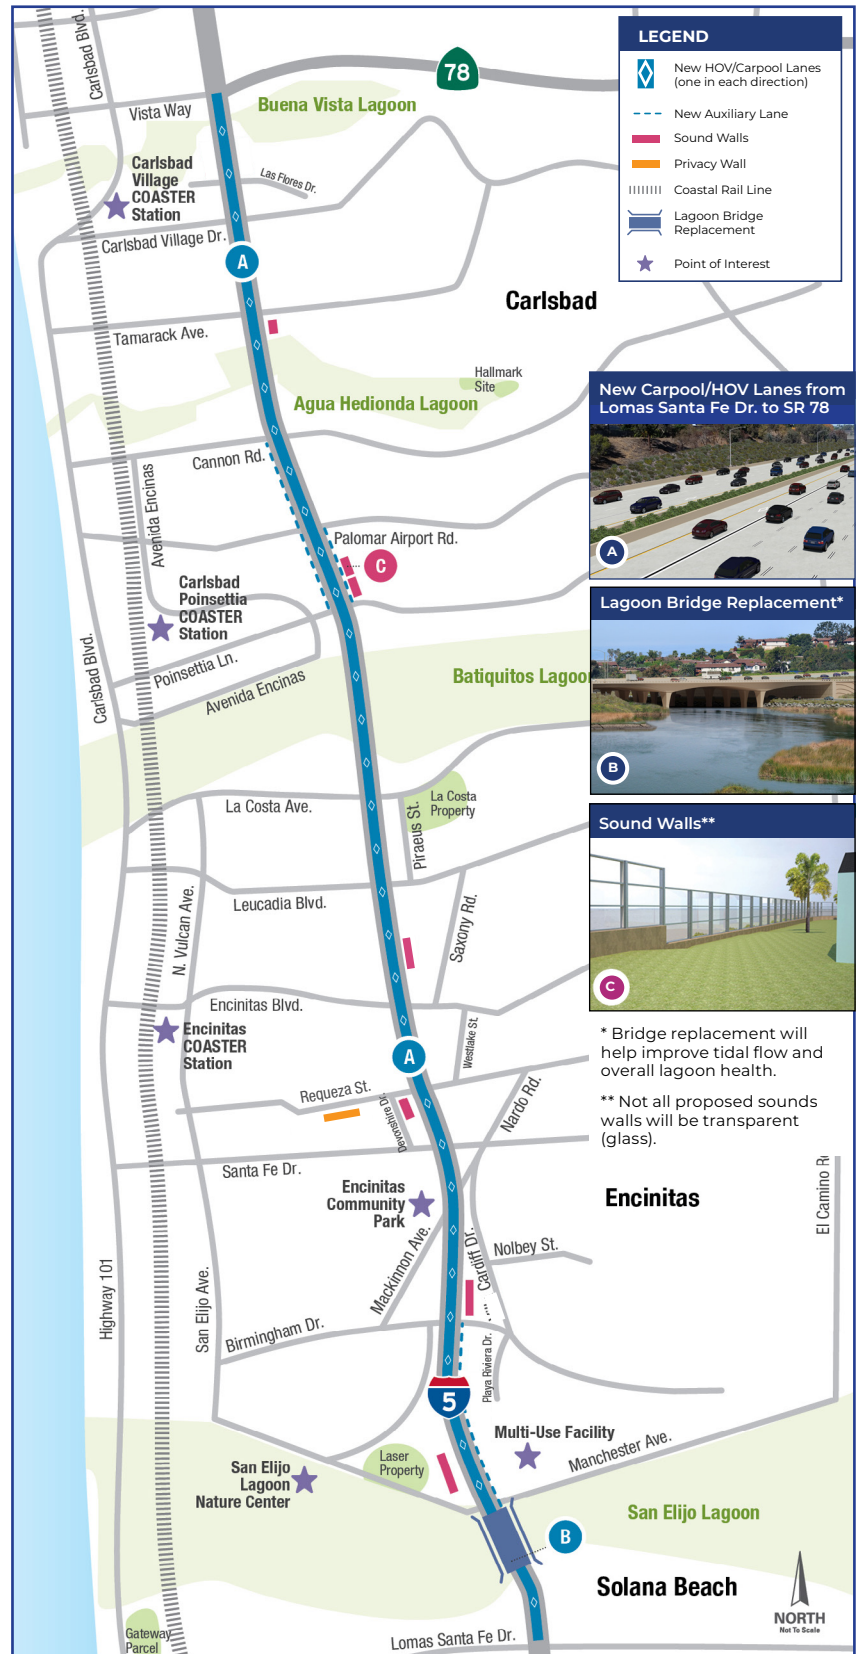 LEGEND
New HOV/Carpool Lanes
(one in each direction)
New Auxiliary Lane
Sound Walls
Privacy Wall
Coastal Rail Line
Lagoon Bridge
Replacement
Point of Interest
78
Carlsbad Blvd.
Vista Way
Buena Vista Lagoon
Carlsbad
Village
COASTER
Station
Las Flores Dr.
Carlsbad Village Dr.
A
Carlsbad
Tamarack Ave.
Hallmark
Site
Agua Hedionda Lagoon
New Carpool/HOV Lanes from
Lomas Santa Fe Dr. to SR 78
A
Cannon Rd.
Avenida Encinas
Palomar Airport Rd.
C
Carlsbad
Poinsettia
COASTER
Station
Lagoon Bridge Replacement*
B
Carlsbad Blvd.
Poinsettia Ln.
Avenida Encinas
Batiquitos Lagoon
La Costa Ave.
La Costa
Property
Piraeus St.
Sound Walls**
C
Leucadia Blvd.
N. Vulcan Ave.
Saxony Rd.
Encinitas Blvd.
Encinitas
COASTER
Station
A
Westlake St.
* Bridge replacement will
help improve tidal flow and
overall lagoon health.
** Not all proposed sounds
walls will be transparent
(glass).
Requeza St.
Devonshire Dr.
Nardo Rd.
Santa Fe Dr.
Encinitas
Community
Park
Encinitas
El Camino R
Mackinnon Ave.
Cardiff Dr.
Nolbey St.
Highway 101
San Elijo Ave.
Birmingham Dr.
Playa Riviera Dr.
5
Multi-Use Facility
Manchester Ave.
Laser
Property
San Elijo
Lagoon
Nature Center
San Elijo Lagoon
B
Solana Beach
NORTH
Not To Scale
Gateway
Parcel
Lomas Santa Fe Dr.